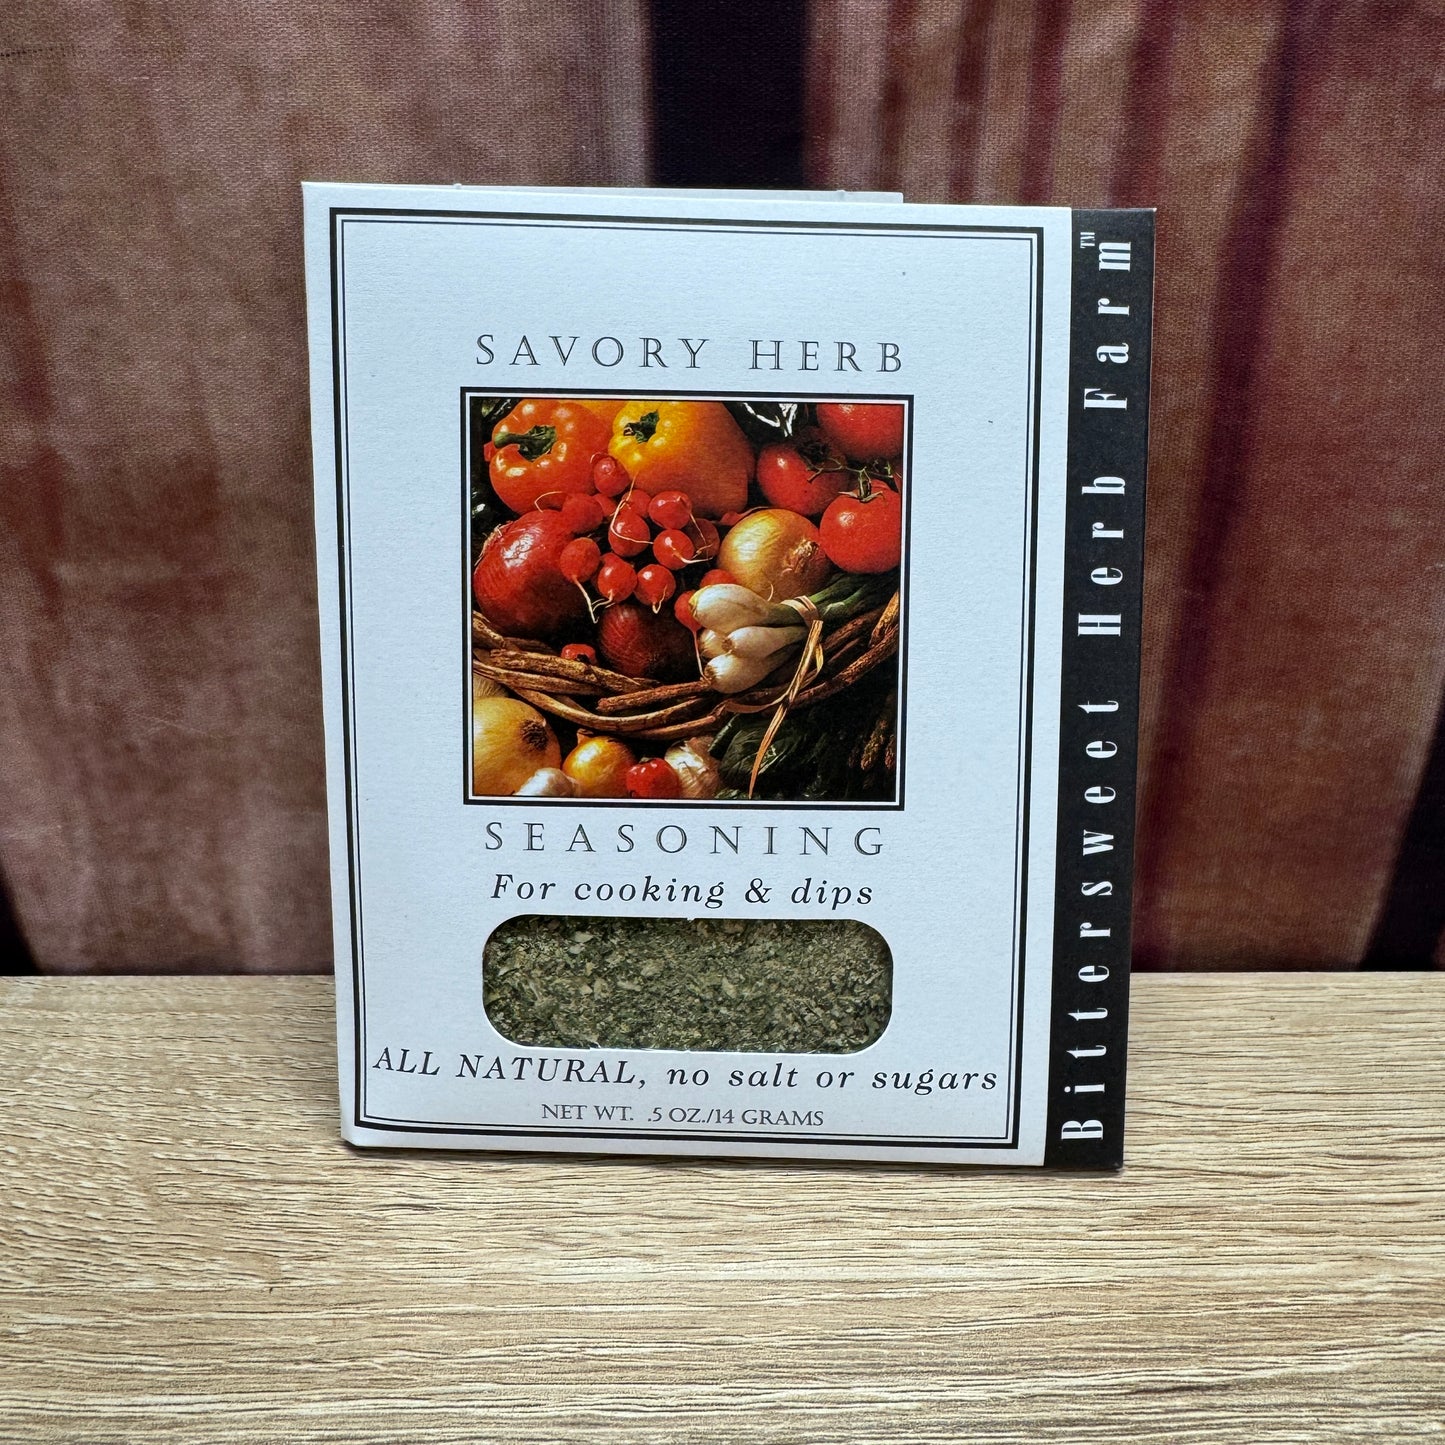 SAVORY HERB
SEASONING
For cooking & dips
ALL NATURAL, no salt or sugars
NET WT. .5 OZ./14 GRAMS
Bittersweet Herb Farm™